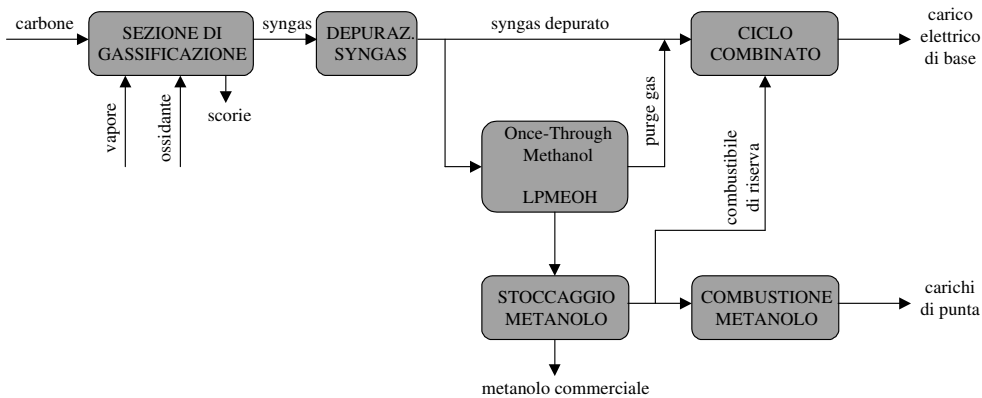 carbone
SEZIONE DI
GASSIFICAZIONE
syngas
DEPURAZ.
SYNGAS
syngas depurato
CICLO
COMBINATO
carico
elettrico
di base
vapore
ossidante
scorie
Once-Through
Methanol
LPMEOH
purge gas
combustibile
di riserva
STOCCAGGIO
METANOLO
COMBUSTIONE
METANOLO
carichi
di punta
metanolo commerciale